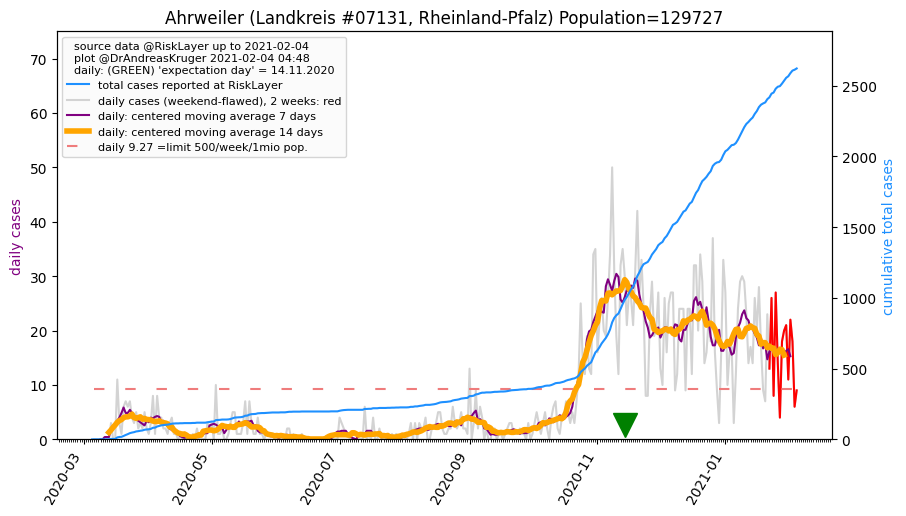 Ahrweiler (Landkreis #07131, Rheinland-Pfalz) Population=129727
source data @RiskLayer up to 2021-02-04
plot @DrAndreasKruger 2021-02-04 04:48
daily: (GREEN) 'expectation day' = 14.11.2020
total cases reported at RiskLayer
daily cases (weekend-flawed), 2 weeks: red
daily: centered moving average 7 days
daily: centered moving average 14 days
daily 9.27 =limit 500/week/1mio pop.
daily cases
70
60
50
40
30
20
10
0
cumulative total cases
2500
2000
1500
1000
500
0
2020-03
2020-05
2020-07
2020-09
2020-11
2021-01